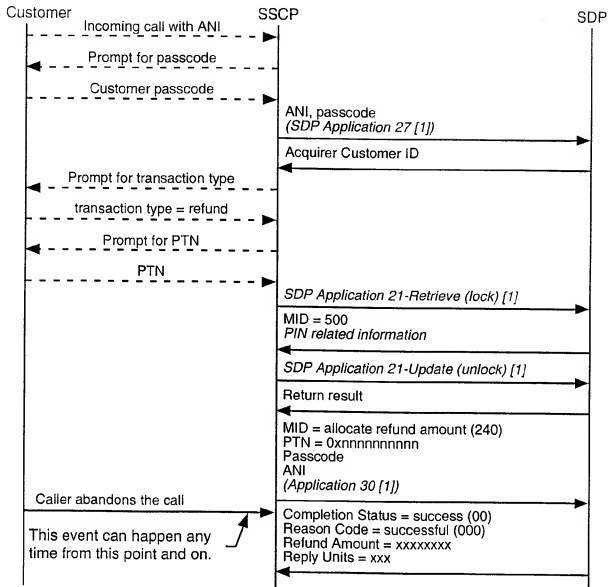 Customer
SSCP
SDP
Incoming call with ANI
Prompt for passcode
Customer passcode
ANI, passcode
(SDP Application 27 [1])
Acquirer Customer ID
Prompt for transaction type
transaction type = refund
Prompt for PTN
PTN
SDP Application 21-Retrieve (lock) [1]
MID = 500
PIN related information
SDP Application 21-Update (unlock) [1]
Return result
MID = allocate refund amount (240)
PTN = 0xnnnnnnnnnn
Passcode
ANI
(Application 30 [1])
Caller abandons the call
This event can happen any
time from this point and on.
Completion Status = success (00)
Reason Code = successful (000)
Refund Amount = xxxxxxxx
Reply Units = xxx